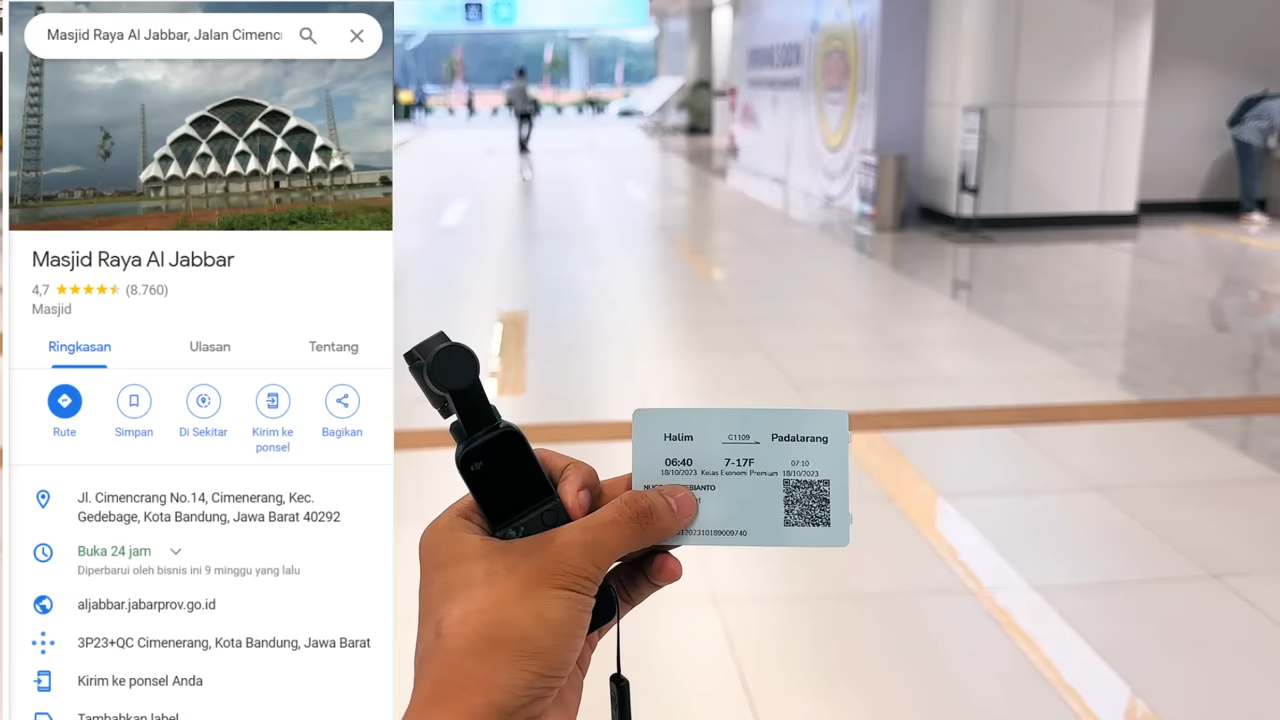 Masjid Raya Al Jabbar, Jalan Cimenc
Masjid Raya Al Jabbar
4,7 (8.760)
Masjid
Ringkasan Ulasan Tentang
Rute Simpan Di Sekitar Kirim ke ponsel Bagikan
Jl. Cimencrang No.14, Cimenerang, Kec.
Gedebage, Kota Bandung, Jawa Barat 40292
Buka 24 jam
Diperbarui oleh bisnis ini 9 minggu yang lalu
aljabbar.jabarprov.go.id
3P23+QC Cimenerang, Kota Bandung, Jawa Barat
Kirim ke ponsel Anda
Tambahkan label
SOON
dji
Halim G1109 Padalarang
06:40 7-17F 07:10
18/10/2023 Kelas Ekonomi Premium 18/10/2023
1202310189009740